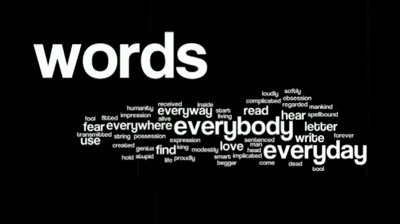 words
loudly softly
complicated obsession
humanity received inside start read regarded mankind
fool fitted impression everyway living hear spellbound
fear everywhere alive everybody letter
transmitted string possession sentenced write forever
use created genius expression love man
find king modestly head everyday
hold stupid life proudly smart implicated
beggar come dead
tool